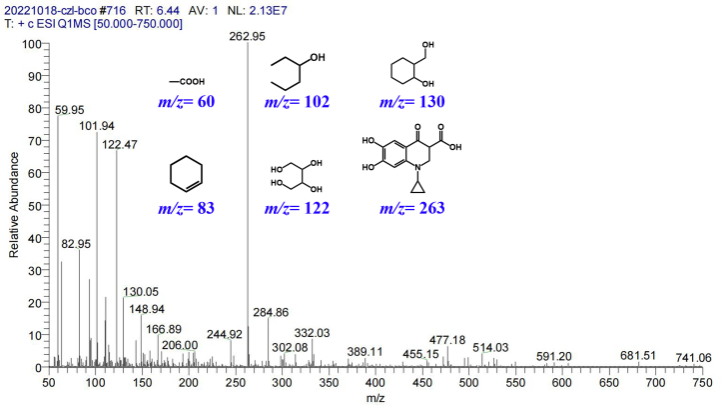 20221018-czl-bco #716 RT: 6.44 AV: 1 NL: 2.13E7
T: + c ESI Q1MS [50.000-750.000]
262.95
100
90
80
70
60
50
40
30
20
10
0
Relative Abundance
59.95
101.94
122.47
82.95
130.05
148.94
166.89
206.00
244.92
284.86
302.08
332.03
389.11
455.15
477.18
514.03
591.20
681.51
741.06
COOH
m/z= 60
OH
m/z= 102
OH
OH
m/z= 130
m/z= 83
HO
OH
HO
OH
m/z= 122
O
O
HO
OH
HO
N
m/z= 263
50 100 150 200 250 300 350 400 450 500 550 600 650 700 750
m/z